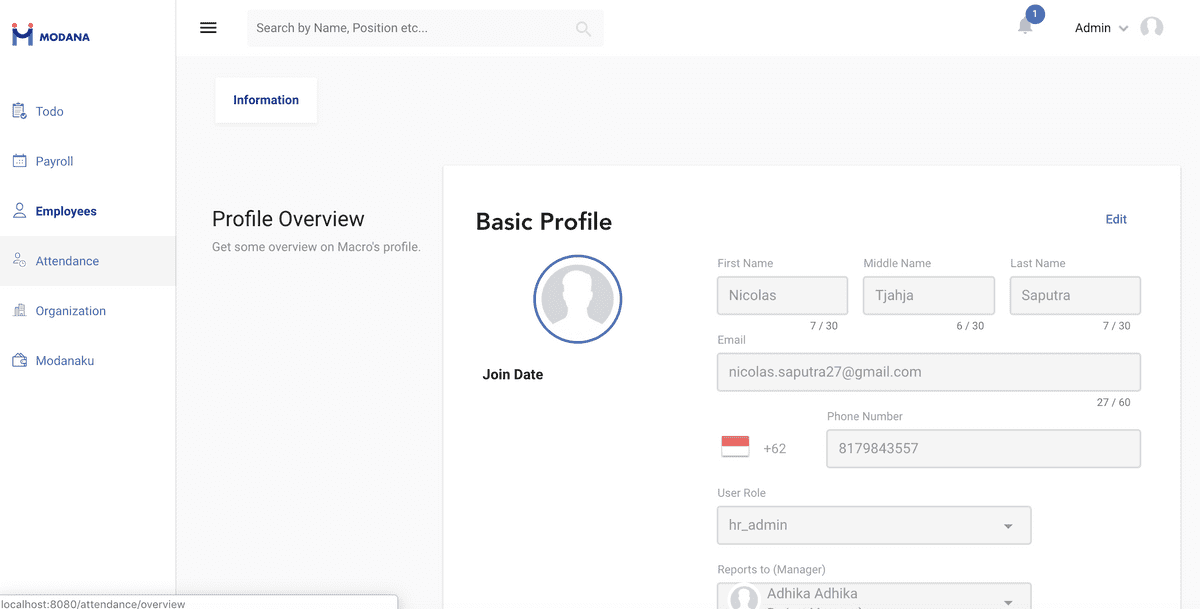 MODANA
Search by Name, Position etc...
1
Admin
Information
Todo
Payroll
Employees
Attendance
Organization
Modanaku
Profile Overview
Get some overview on Macro's profile.
Basic Profile
Edit
Join Date
First Name
Middle Name
Last Name
Nicolas
Tjahja
Saputra
7 / 30
6 / 30
7 / 30
Email
nicolas.saputra27@gmail.com
27 / 60
Phone Number
+62
8179843557
User Role
hr_admin
Reports to (Manager)
Adhika Adhika
localhost:8080/attendance/overview